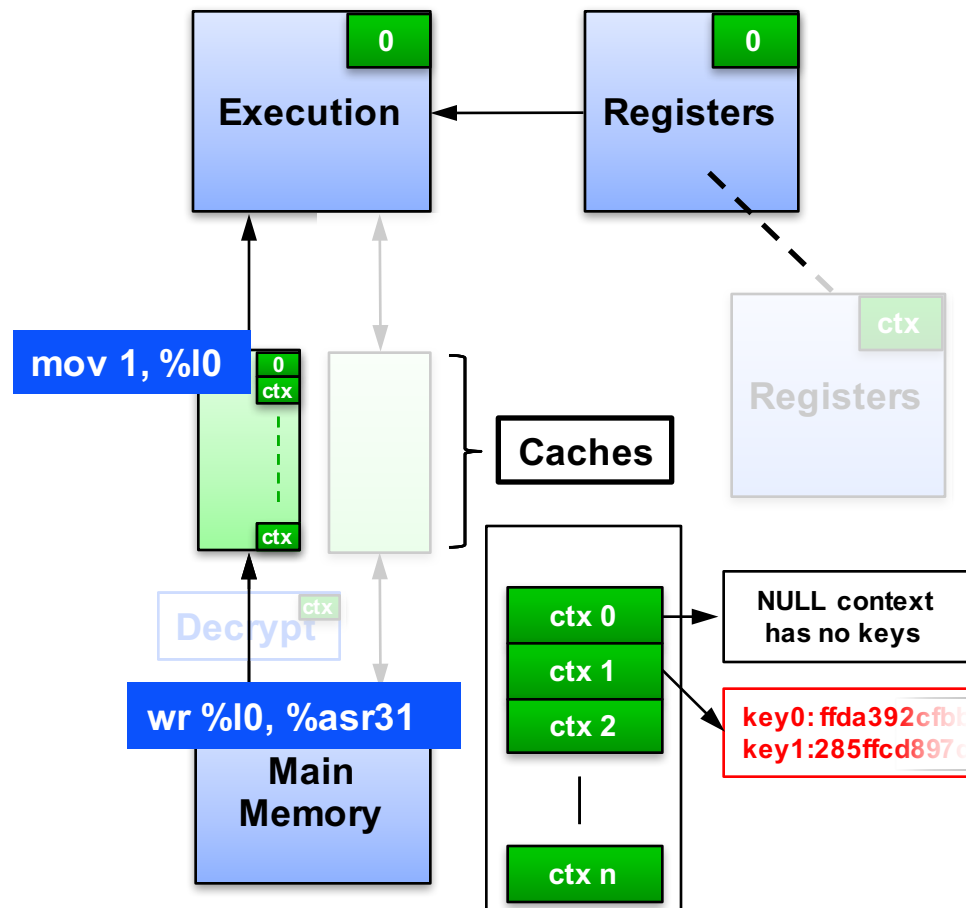 0
Execution
0
Registers
ctx
Registers
mov 1, %l0
0
ctx
ctx
Caches
Decrypt
ctx
wr %l0, %asr31
Main
Memory
ctx 0
ctx 1
ctx 2
ctx n
NULL context
has no keys
key0: ffda392cfb
key1:285ffcd897